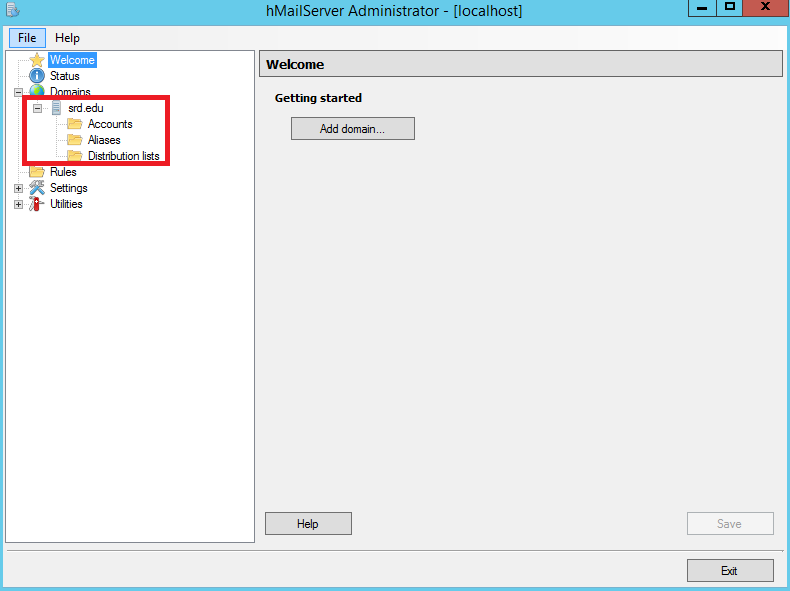 hMailServer Administrator - [localhost]
File Help
Welcome
Status
Domains
srd.edu
Accounts
Aliases
Distribution lists
Rules
Settings
Utilities
Welcome
Getting started
Add domain...
Help
Save
Exit